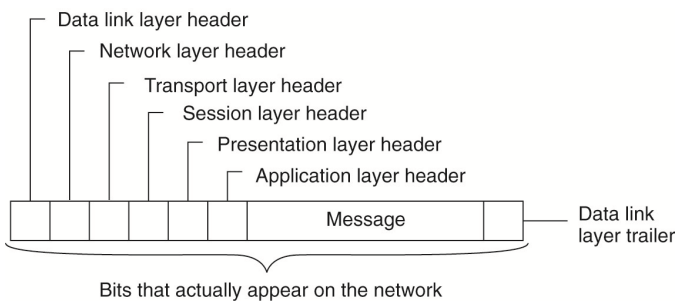 Data link layer header
Network layer header
Transport layer header
Session layer header
Presentation layer header
Application layer header
Message
Data link
layer trailer
Bits that actually appear on the network